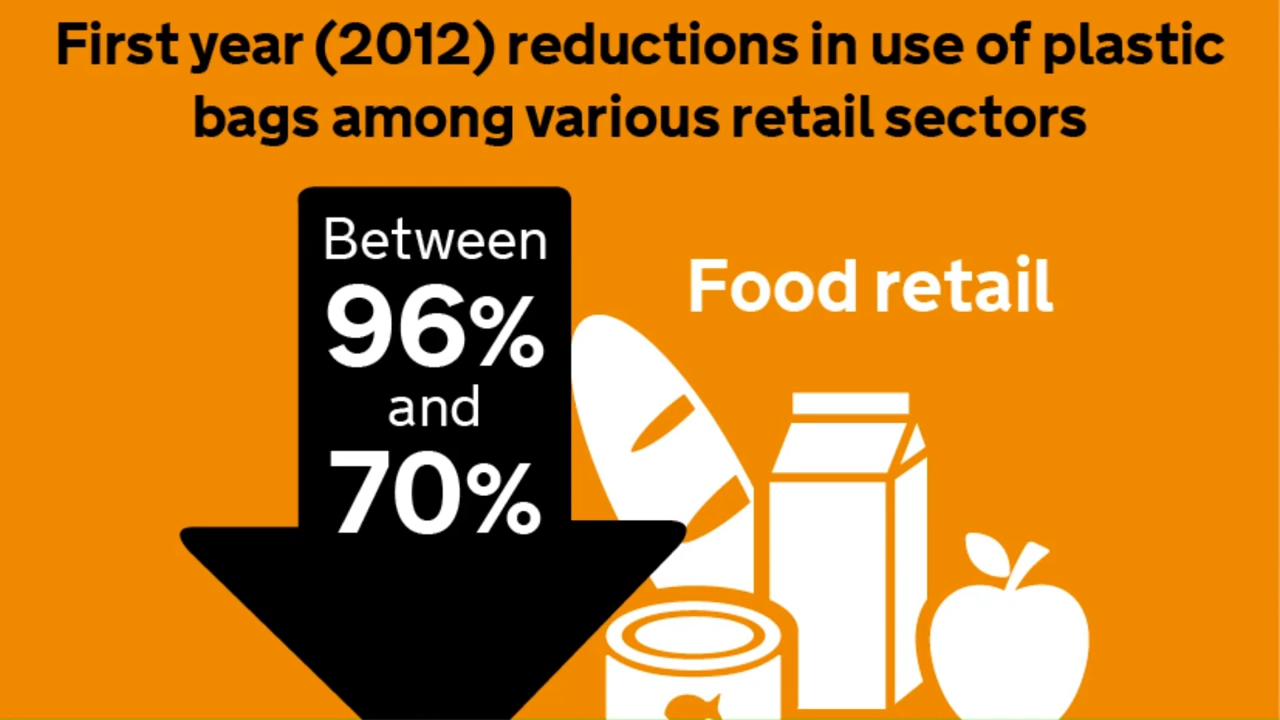 First year (2012) reductions in use of plastic
bags among various retail sectors
Between
96%
and
70%
Food retail